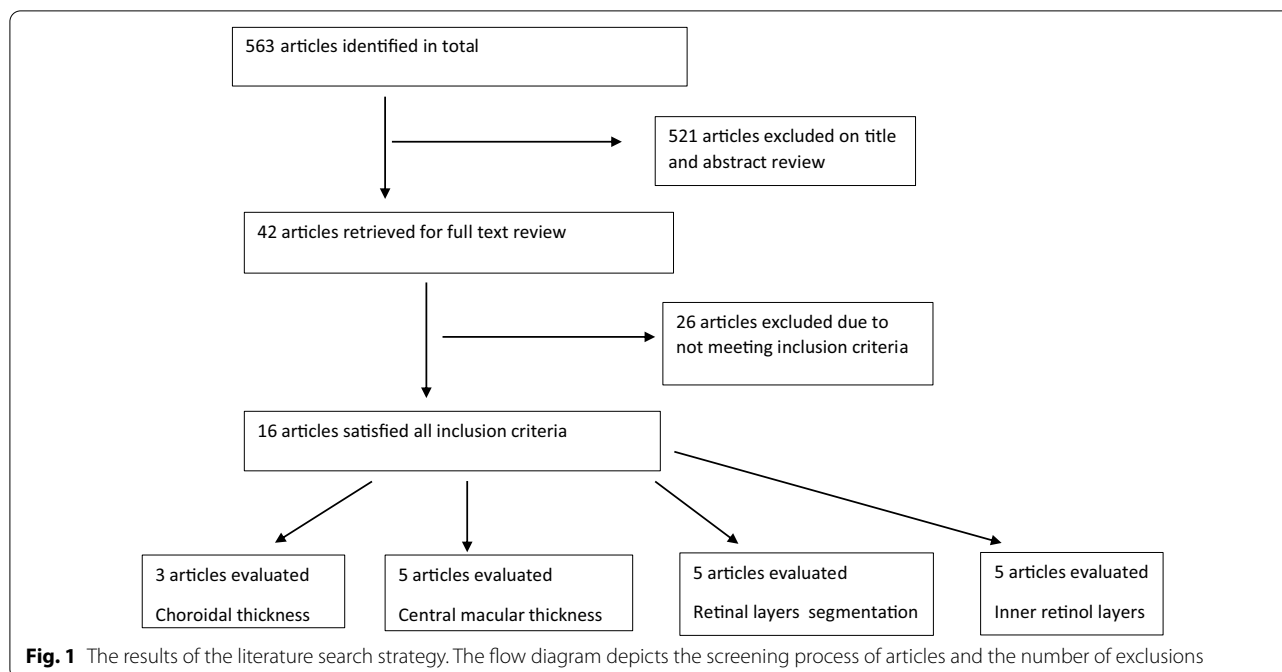 563 articles identified in total
521 articles excluded on title
and abstract review
42 articles retrieved for full text review
26 articles excluded due to
not meeting inclusion criteria
16 articles satisfied all inclusion criteria
3 articles evaluated
Choroidal thickness
5 articles evaluated
Central macular thickness
5 articles evaluated
Retinal layers segmentation
5 articles evaluated
Inner retinol layers
Fig. 1 The results of the literature search strategy. The flow diagram depicts the screening process of articles and the number of exclusions